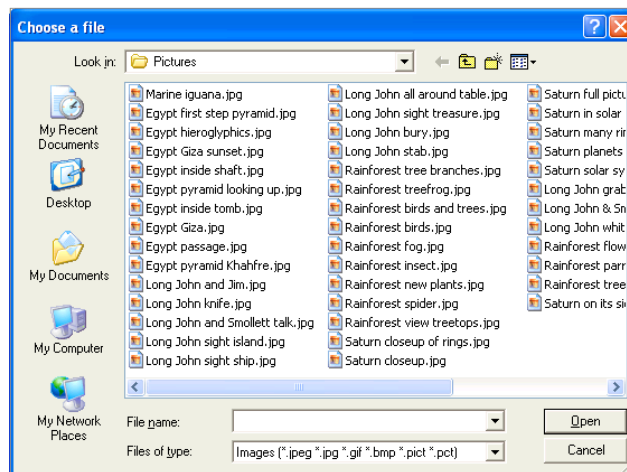 Choose a file
Look in:
Pictures
My Recent
Documents
Desktop
My Documents
My Computer
My Network
Places
Marine iguana.jpg
Egypt first step pyramid.jpg
Egypt hieroglyphics.jpg
Egypt Giza sunset.jpg
Egypt inside shaft.jpg
Egypt pyramid looking up.jpg
Egypt inside tomb.jpg
Egypt Giza.jpg
Egypt passage.jpg
Egypt pyramid Khahfre.jpg
Long John and Jim.jpg
Long John knife.jpg
Long John and Smollett talk.jpg
Long John sight island.jpg
Long John sight ship.jpg
Long John all around table.jpg
Long John sight treasure.jpg
Long John bury.jpg
Long John stab.jpg
Rainforest tree branches.jpg
Rainforest treefrog.jpg
Rainforest birds and trees.jpg
Rainforest birds.jpg
Rainforest fog.jpg
Rainforest insect.jpg
Rainforest new plants.jpg
Rainforest spider.jpg
Rainforest view treetops.jpg
Saturn closeup of rings.jpg
Saturn closeup.jpg
Saturn full pictu
Saturn in solar
Saturn many rin
Saturn planets
Saturn solar sy
Long John grab
Long John & Sm
Long John whit
Rainforest flow
Rainforest parr
Rainforest tree
Saturn on its si
File name:
Open
Files of type:
Images (*.jpeg *.jpg *.gif *.bmp *.pict *.pct)
Cancel